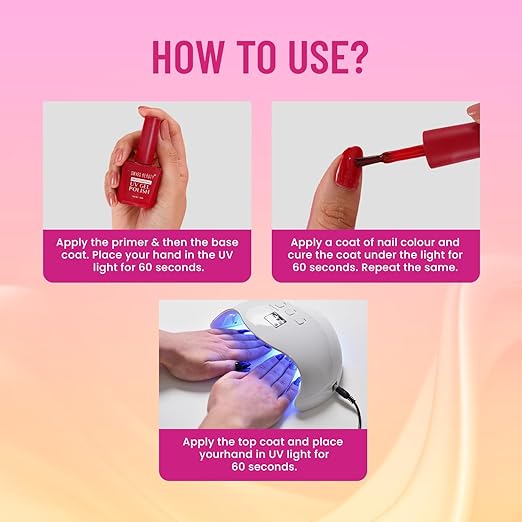 HOW TO USE?
SWISS BEAUTY
UV GEL
POLISH
Apply the primer & then the base
coat. Place your hand in the UV
light for 60 seconds.
Apply a coat of nail colour and
cure the coat under the light for
60 seconds. Repeat the same.
Apply the top coat and place
yourhand in UV light for
60 seconds.